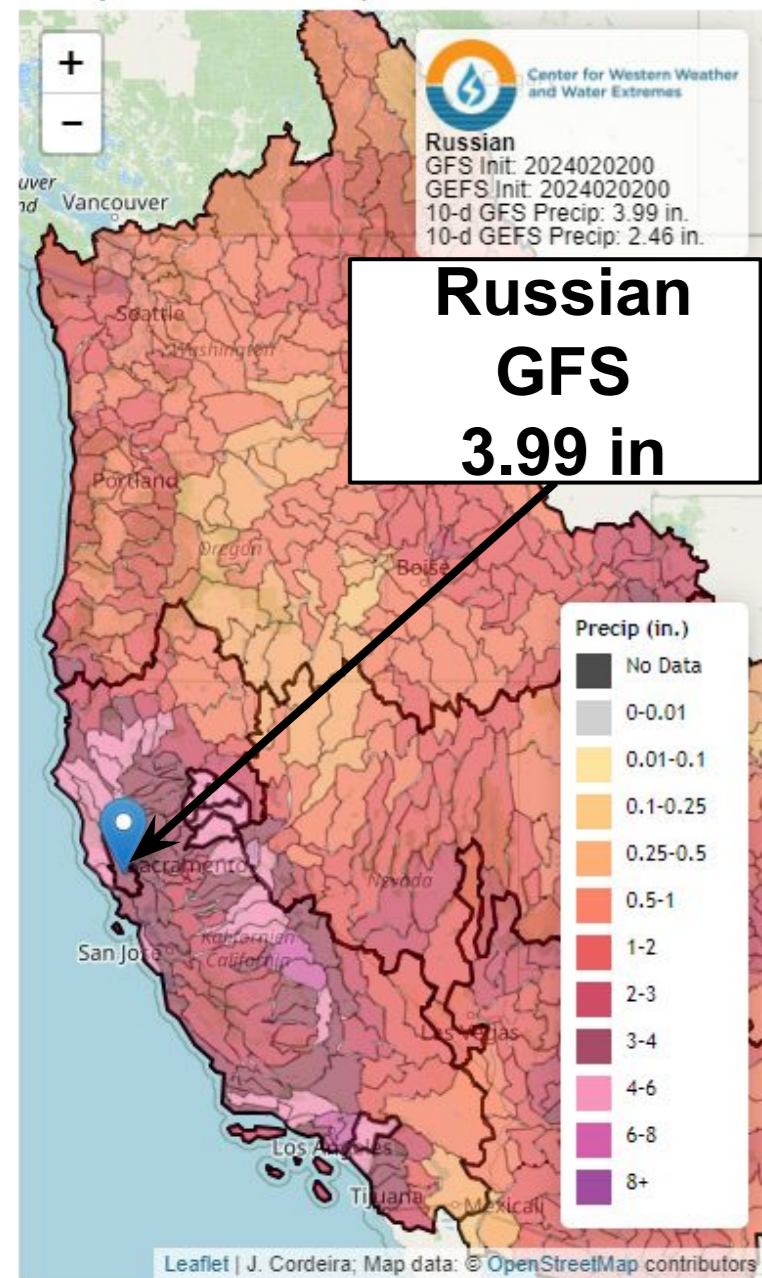 +
−
Center for Western Weather
and Water Extremes
Russian
GFS Init: 2024020200
GEFS Init: 2024020200
10-d GFS Precip: 3.99 in.
10-d GEFS Precip: 2.46 in.
Vancouver
Russian
GFS
3.99 in
Seattle
Washington
Portland
Oregon
Boise
Precip (in.)
No Data
0-0.01
0.01-0.1
0.1-0.25
0.25-0.5
0.5-1
1-2
2-3
3-4
4-6
6-8
8+
acramento
Nevada
San Jose
Kalifornien
California
Las Vegas
Los Angeles
Tijuana
Mexicali
Leaflet | J. Cordeira; Map data: © OpenStreetMap contributors